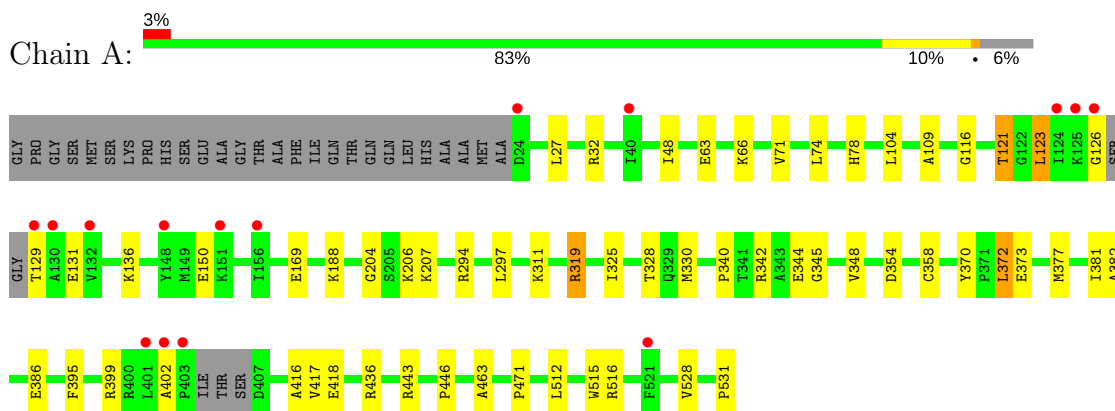 3%
Chain A:
83% 10% • 6%
GLY PRO GLY SER MET SER SER LYS PRO HIS SER GLU ALA GLY THR ALA PHE ILE GLN THR GLN GLN LEU HIS ALA ALA MET ALA D24 L27 R32 I40 I48 E63 K66 V71 L74 H78 L104 A109 G116 T121 G122 L123 I124 K125 G126 SER
GLY T129 A130 E131 V132 K136 Y148 M149 E150 K151 I156 E169 K188 G204 S205 K206 K207 R294 L297 K311 R319 I325 T328 Q329 M330 P340 T341 R342 A343 E344 G345 V348 D354 C358 Y370 P371 L372 E373 M377 I381 A382
E386 F395 R399 R400 L401 A402 P403 ILE THR SER D407 A416 V417 E418 R436 R443 P446 A463 P471 L512 W515 R516 F521 V528 P531